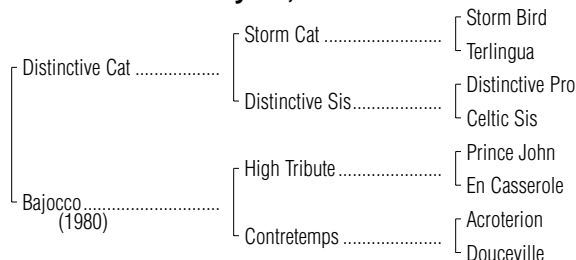 Storm Bird
Storm Cat ..........................
Terlingua
Distinctive Cat ..................
Distinctive Pro
Distinctive Sis....................
Celtic Sis
Prince John
High Tribute .......................
En Casserole
Bajocco.............................
(1980)
Acroterion
Contretemps ......................
Douceville